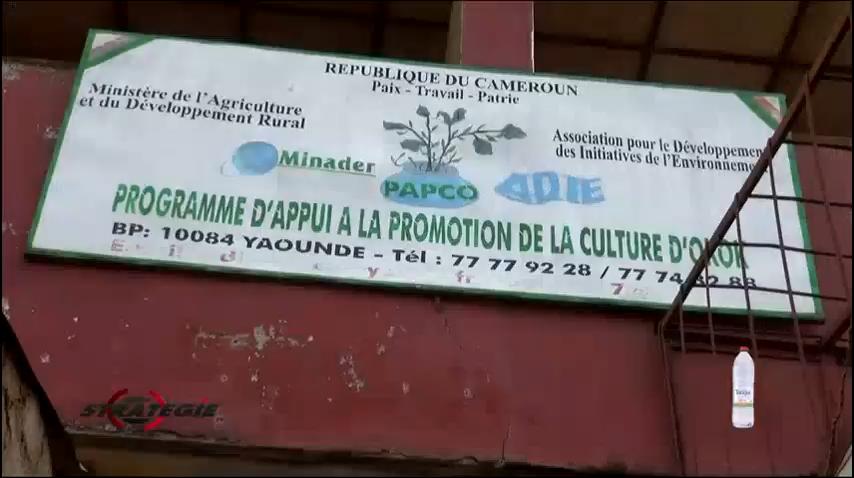 REPUBLIQUE DU CAMEROUN
Paix - Travail - Patrie
Ministère de l'Agriculture
et du Développement Rural
Association pour le Développement
des Initiatives de l'Environnement
Minader
PAPCO
ADIE
PROGRAMME D'APPUI A LA PROMOTION DE LA CULTURE D'OKOK
BP: 10084 YAOUNDE - Tél : 77 77 92 28 / 77 74
STRATEGIE